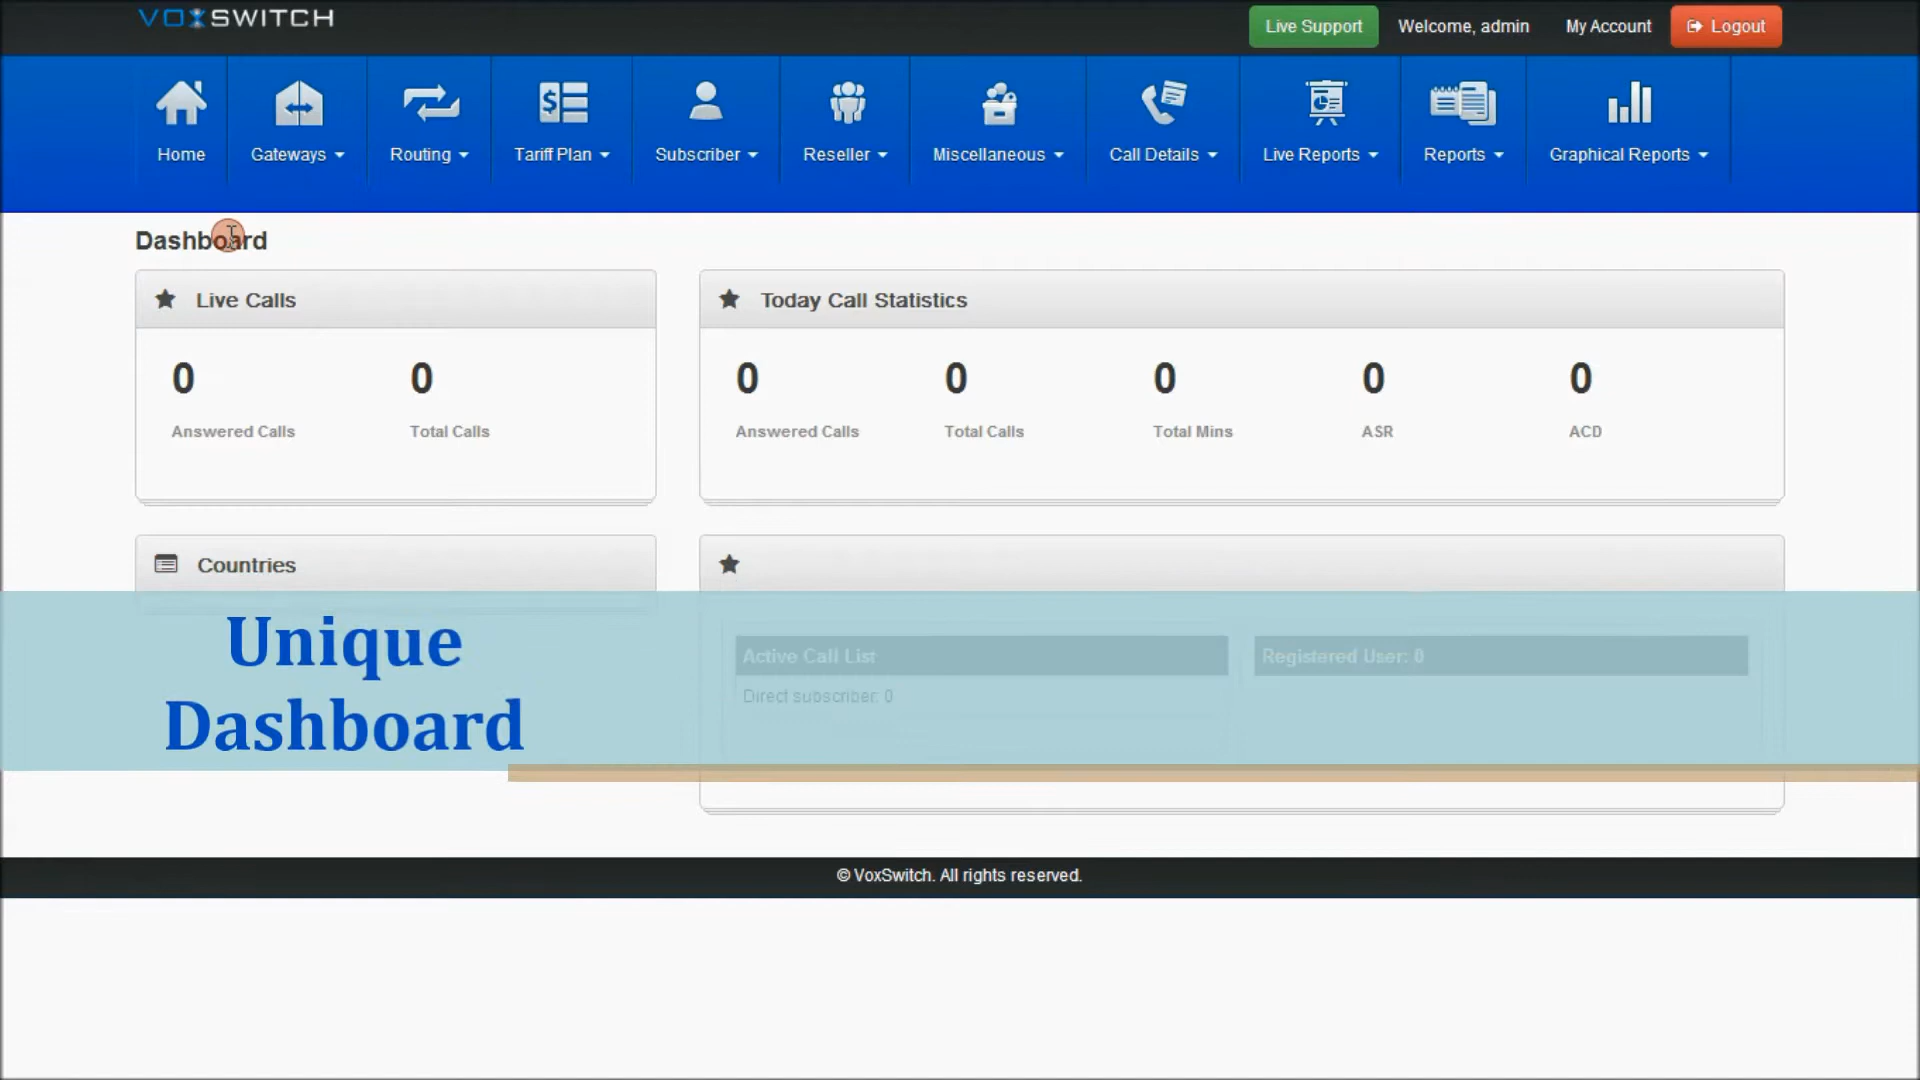 VOXSWITCH
Live Support
Welcome, admin
My Account
Logout
Home
Gateways
Routing
Tariff Plan
Subscriber
Reseller
Miscellaneous
Call Details
Live Reports
Reports
Graphical Reports
Dashboard
Live Calls
0
Answered Calls
0
Total Calls
Today Call Statistics
0
Answered Calls
0
Total Calls
0
Total Mins
0
ASR
0
ACD
Countries
Unique
Dashboard
Active Call List
Direct subscriber: 0
Registered User: 0
© VoxSwitch. All rights reserved.